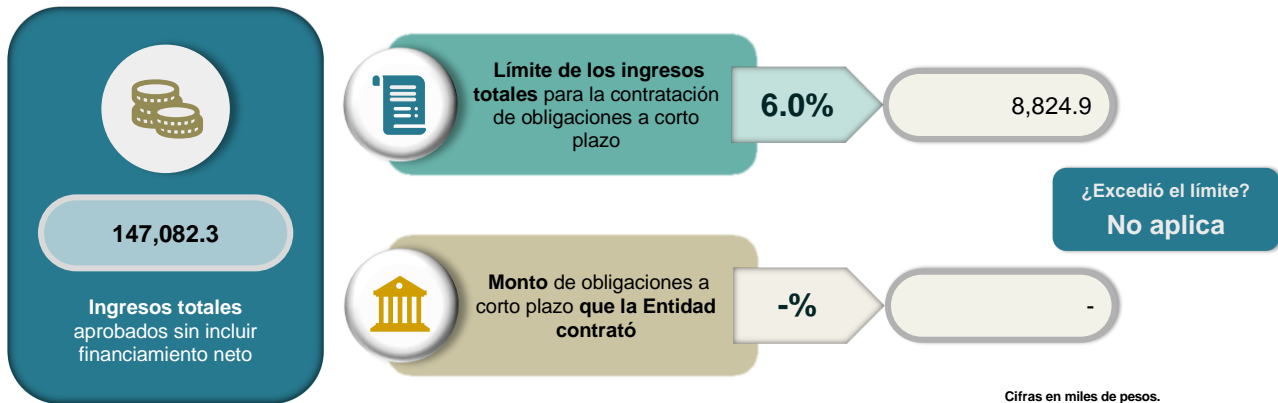 147,082.3
Ingresos totales
aprobados sin incluir
financiamiento neto
Límite de los ingresos
totales para la contratación
de obligaciones a corto
plazo
6.0%
8,824.9
¿Excedió el límite?
No aplica
Monto de obligaciones a
corto plazo que la Entidad
contrató
-%
-
Cifras en miles de pesos.